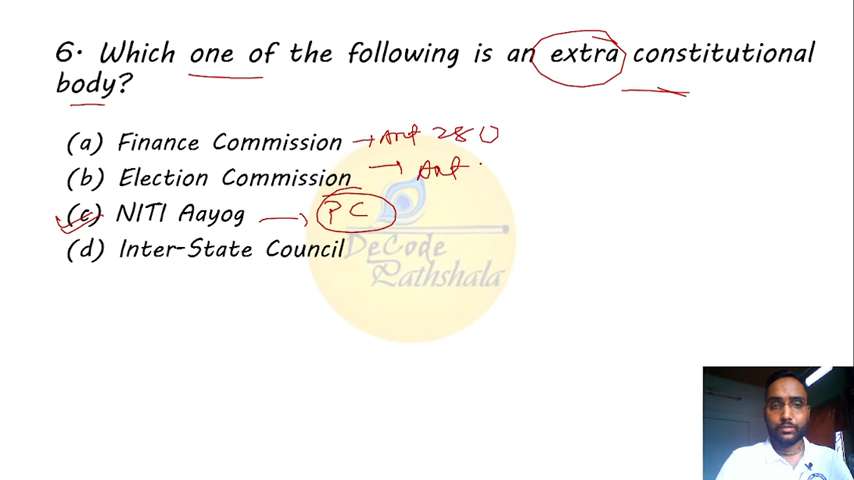 6. Which one of the following is an extra constitutional
body?
(a) Finance Commission → Art 280
(b) Election Commission → Art
(c) NITI Aayog → PC
(d) Inter-State Council
DeCode
Pathshala